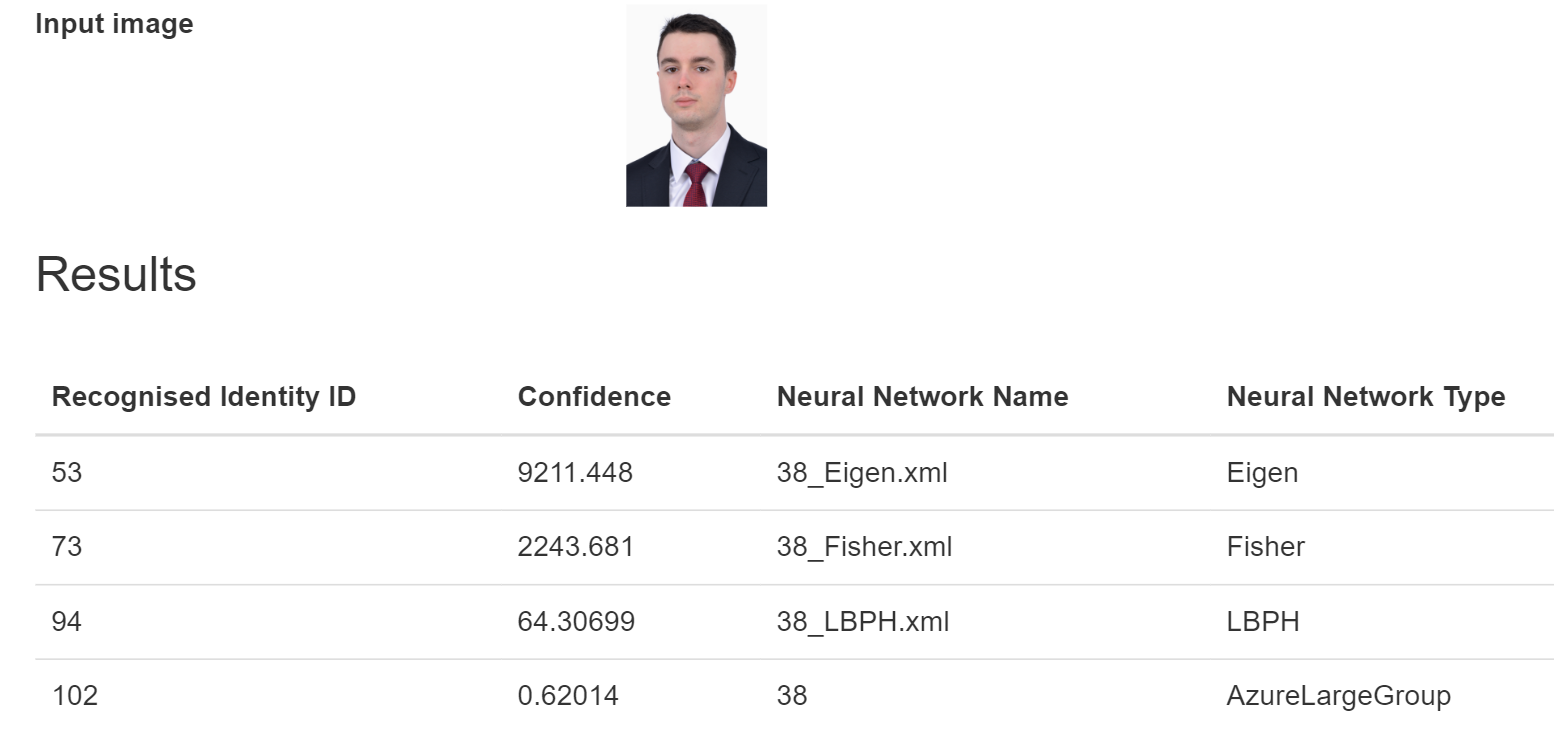 Input image
Results
Recognised Identity ID Confidence Neural Network Name Neural Network Type
53 9211.448 38_Eigen.xml Eigen
73 2243.681 38_Fisher.xml Fisher
94 64.30699 38_LBPH.xml LBPH
102 0.62014 38 AzureLargeGroup